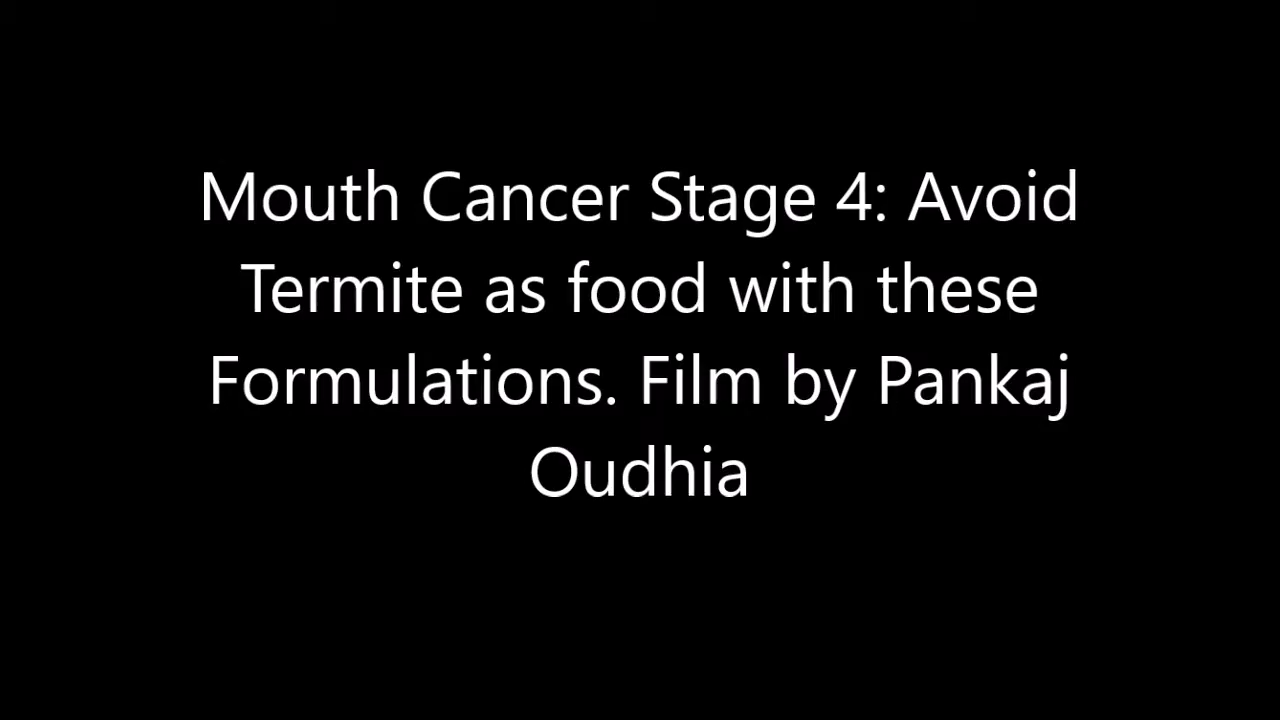 Mouth Cancer Stage 4: Avoid
Termite as food with these
Formulations. Film by Pankaj
Oudhia